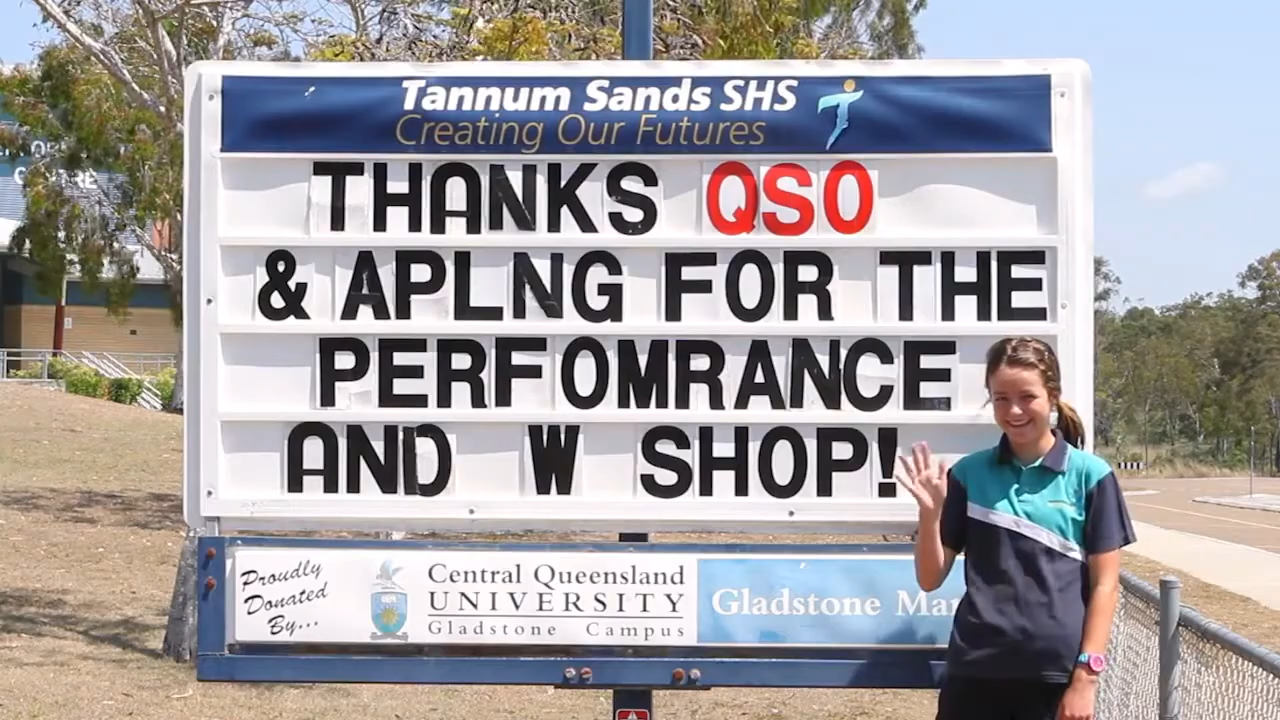 Tannum Sands SHS
Creating Our Futures
THANKS QSO
& APLNG FOR THE
PERFOMRANCE
AND W SHOP!
Proudly
Donated
By...
Central Queensland
UNIVERSITY
Gladstone Campus
Gladstone